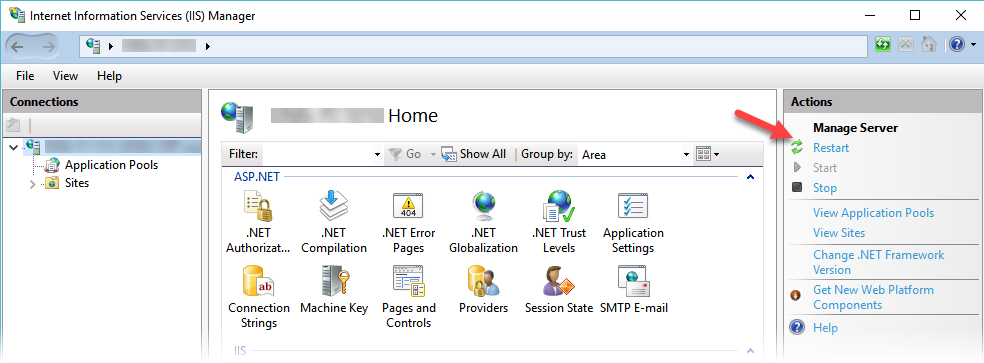 Internet Information Services (IIS) Manager
File View Help
Connections
Application Pools
Sites
Home
Filter: Go Show All Group by: Area
ASP.NET
.NET Authorizat...
.NET Compilation
.NET Error Pages
404
.NET Globalization
.NET Trust Levels
Application Settings
ab
Connection Strings
Machine Key
Pages and Controls
Providers
Session State
SMTP E-mail
IIS
Actions
Manage Server
Restart
Start
Stop
View Application Pools
View Sites
Change .NET Framework
Version
Get New Web Platform
Components
Help